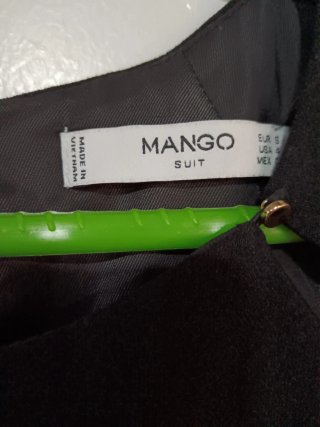 MANGO
SUIT
MADE IN
VIETNAM
EUR S
USA
MEX